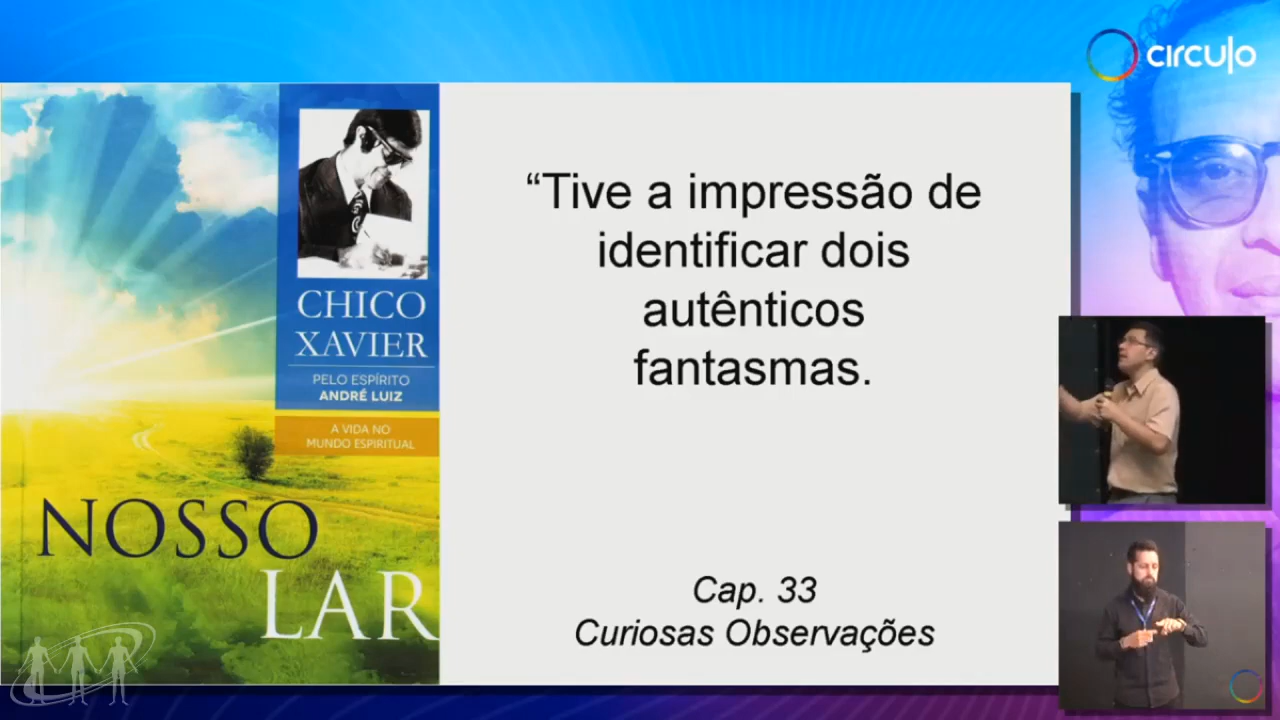 círculo
CHICO
XAVIER
PELO ESPÍRITO
ANDRÉ LUIZ
A VIDA NO
MUNDO ESPIRITUAL
NOSSO
LAR
“Tive a impressão de
identificar dois
autênticos
fantasmas.
Cap. 33
Curiosas Observações